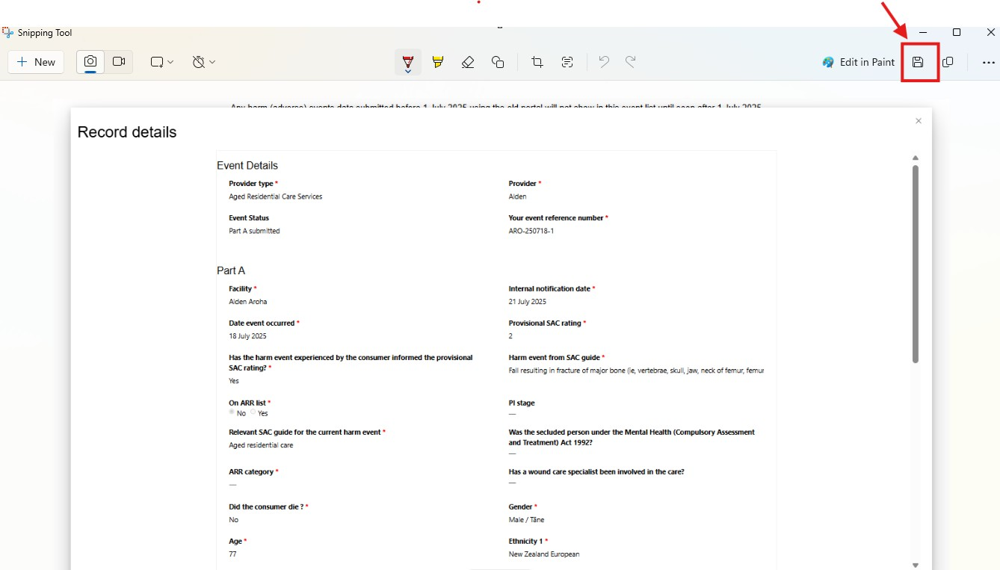 Snipping Tool
New
Edit in Paint
Any harm (adverse) events data submitted before 1 July 2025 using the old portal will not show in this event list until soon after 1 July 2025
Record details
Event Details
Provider type *
Provider *
Aged Residential Care Services
Alden
Event Status
Your event reference number *
Part A submitted
ARO-250718-1
Part A
Facility *
Internal notification date *
Alden Aroha
21 July 2025
Date event occurred *
Provisional SAC rating *
18 July 2025
2
Has the harm event experienced by the consumer informed the provisional
SAC rating? *
Harm event from SAC guide *
Yes
Fall resulting in fracture of major bone (ie, vertebrae, skull, jaw, neck of femur, femur
On ARR list *
PI stage
No Yes
—
Relevant SAC guide for the current harm event *
Was the secluded person under the Mental Health (Compulsory Assessment
and Treatment) Act 1992?
Aged residential care
—
ARR category *
Has a wound care specialist been involved in the care?
—
—
Did the consumer die ? *
Gender *
No
Male / Tāne
Age *
Ethnicity 1 *
77
New Zealand European